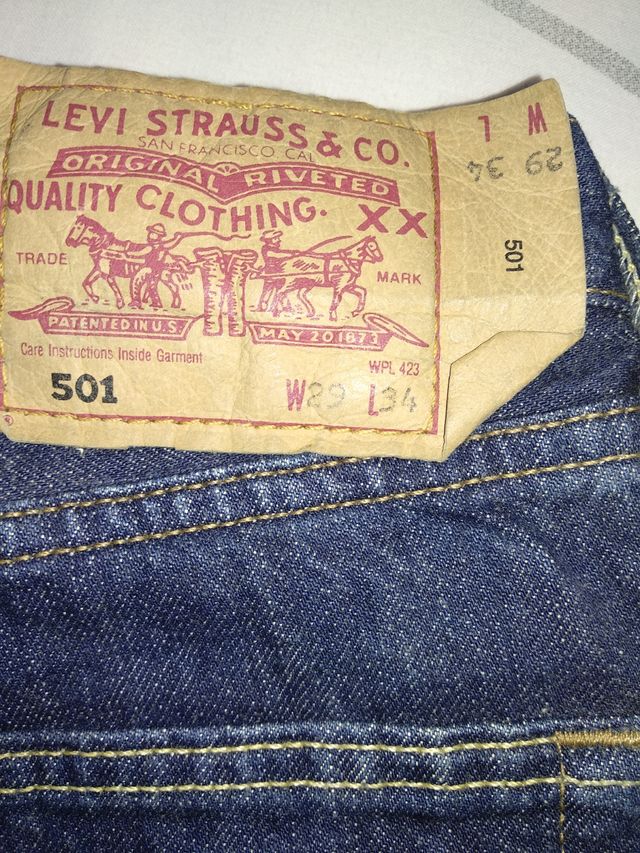 LEVI STRAUSS & CO.
SAN FRANCISCO CAL
ORIGINAL RIVETED
QUALITY CLOTHING. XX
TRADE MARK
PATENTED IN U.S. MAY 20 1873
Care Instructions Inside Garment
WPL 423
501 W29 L34
W L
29 34
501